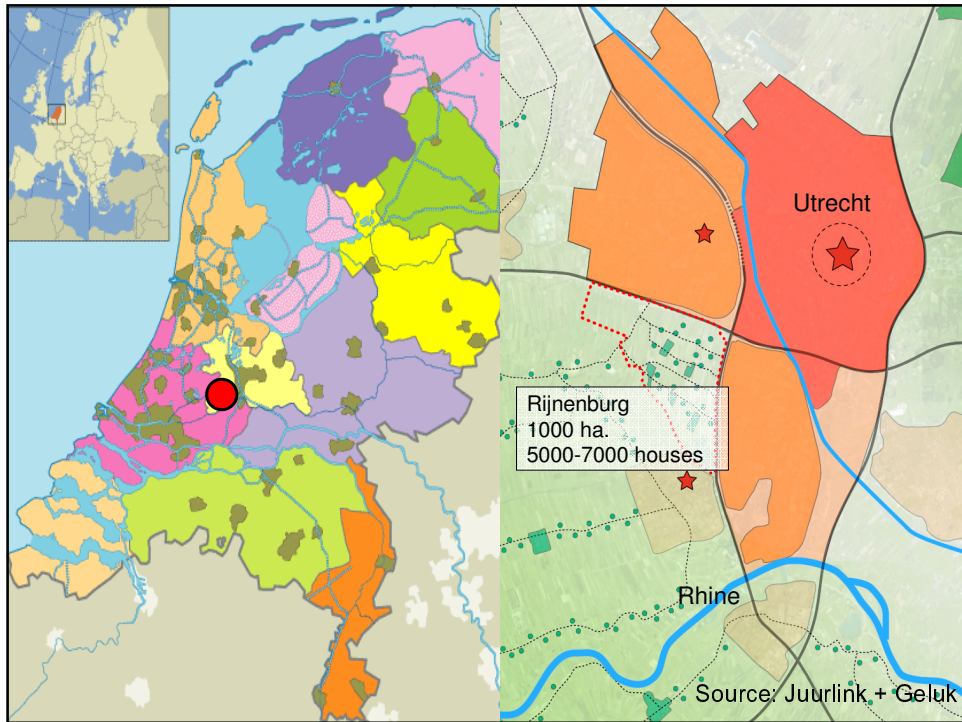 Utrecht
Rijnenburg
1000 ha.
5000-7000 houses
Rhine
Source: Juurlink + Geluk